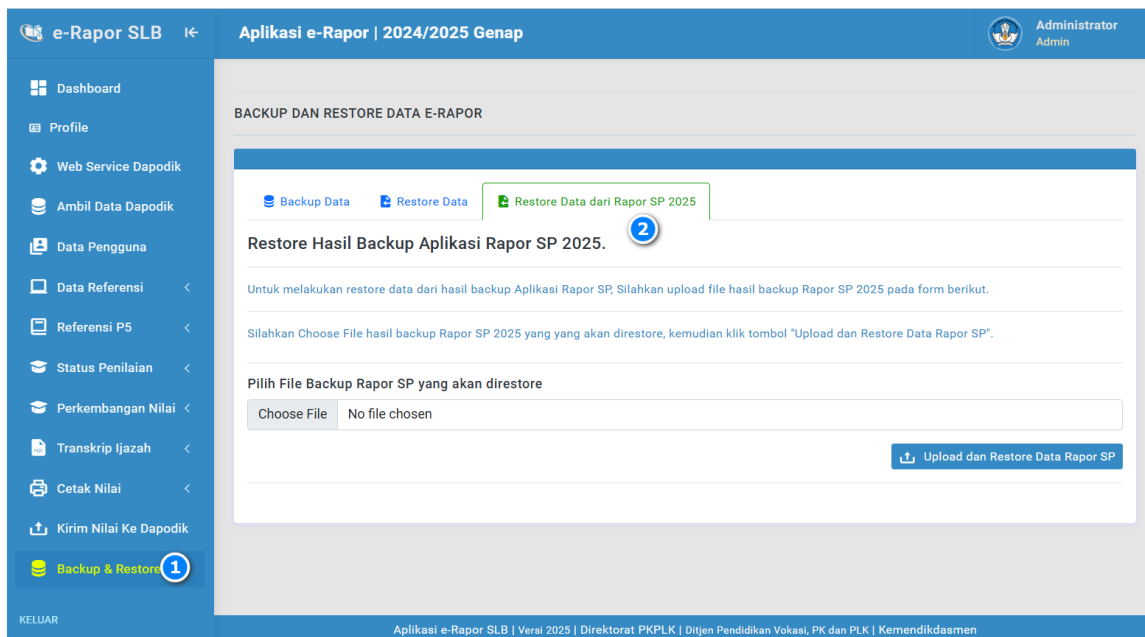 e-Rapor SLB
Aplikasi e-Rapor | 2024/2025 Genap
Administrator
Admin
Dashboard
Profile
Web Service Dapodik
Ambil Data Dapodik
Data Pengguna
Data Referensi
Referensi P5
Status Penilaian
Perkembangan Nilai
Transkrip Ijazah
Cetak Nilai
Kirim Nilai Ke Dapodik
Backup & Restore 1
KELUAR
BACKUP DAN RESTORE DATA E-RAPOR
Backup Data Restore Data Restore Data dari Rapor SP 2025
2
Restore Hasil Backup Aplikasi Rapor SP 2025.
Untuk melakukan restore data dari hasil backup Aplikasi Rapor SP, Silahkan upload file hasil backup Rapor SP 2025 pada form berikut.
Silahkan Choose File hasil backup Rapor SP 2025 yang yang akan direstore, kemudian klik tombol "Upload dan Restore Data Rapor SP".
Pilih File Backup Rapor SP yang akan direstore
Choose File No file chosen
Upload dan Restore Data Rapor SP
Aplikasi e-Rapor SLB | Versi 2025 | Direktorat PKPLK | Ditjen Pendidikan Vokasi, PK dan PLK | Kemendikdasmen